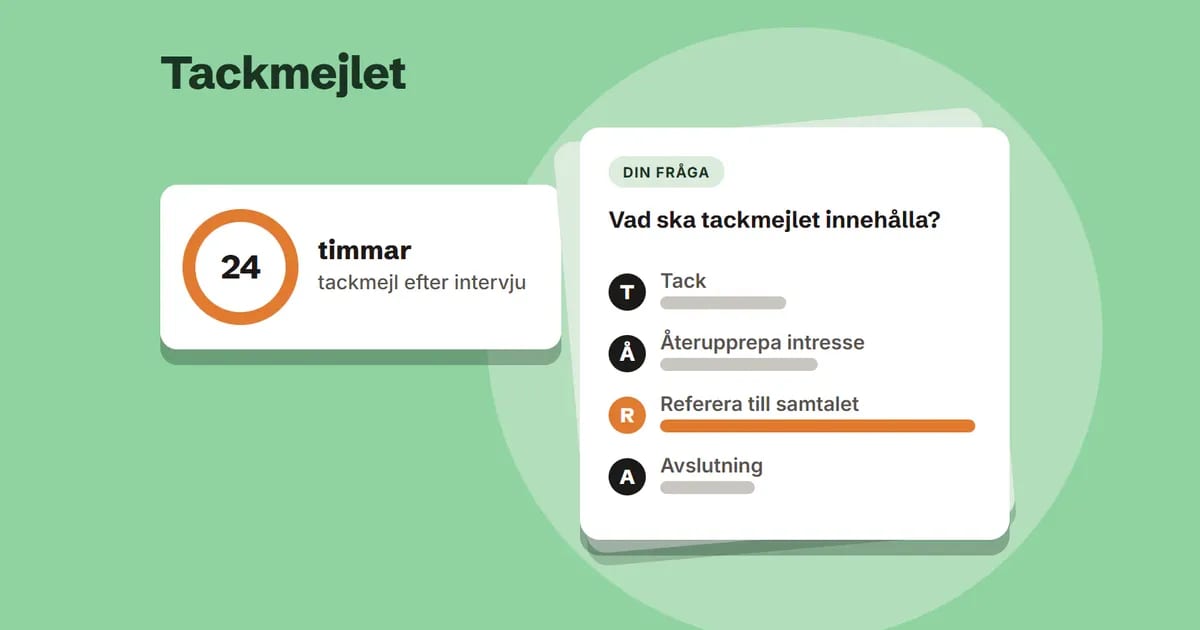 Tackmejlet
24
timmar
tackmejl efter intervju
DIN FRÅGA
Vad ska tackmejlet innehålla?
T
Tack
Å
Återupprepa intresse
R
Referera till samtalet
A
Avslutning